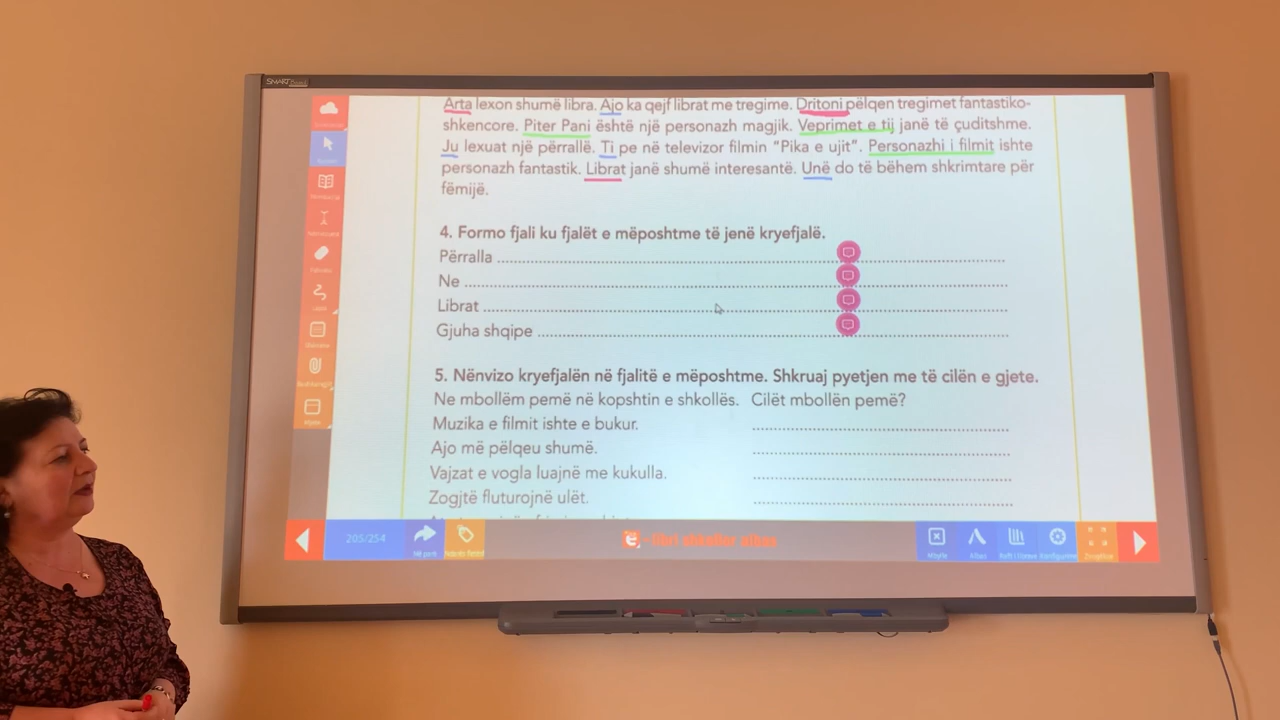 SMART Board
Arta lexon shumë libra. Ajo ka qejf librat me tregime. Dritoni pëlqen tregimet fantastiko-
shkencore. Piter Pani është një personazh magjik. Veprimet e tij janë të çuditshme.
Ju lexuat një përrallë. Ti pe në televizor filmin “Pika e ujit”. Personazhi i filmit ishte
personazh fantastik. Librat janë shumë interesantë. Unë do të bëhem shkrimtare për
fëmijë.
4. Formo fjali ku fjalët e mëposhtme të jenë kryefjalë.
Përralla ........................
Ne ........................
Librat ........................
Gjuha shqipe ........................
5. Nënvizo kryefjalën në fjalitë e mëposhtme. Shkruaj pyetjen me të cilën e gjete.
Ne mbollëm pemë në kopshtin e shkollës. Cilët mbollën pemë?
Muzika e filmit ishte e bukur. ........................
Ajo më pëlqeu shumë. ........................
Vajzat e vogla luajnë me kukulla. ........................
Zogjtë fluturojnë ulët. ........................
205/254
e-libri shkollor albas